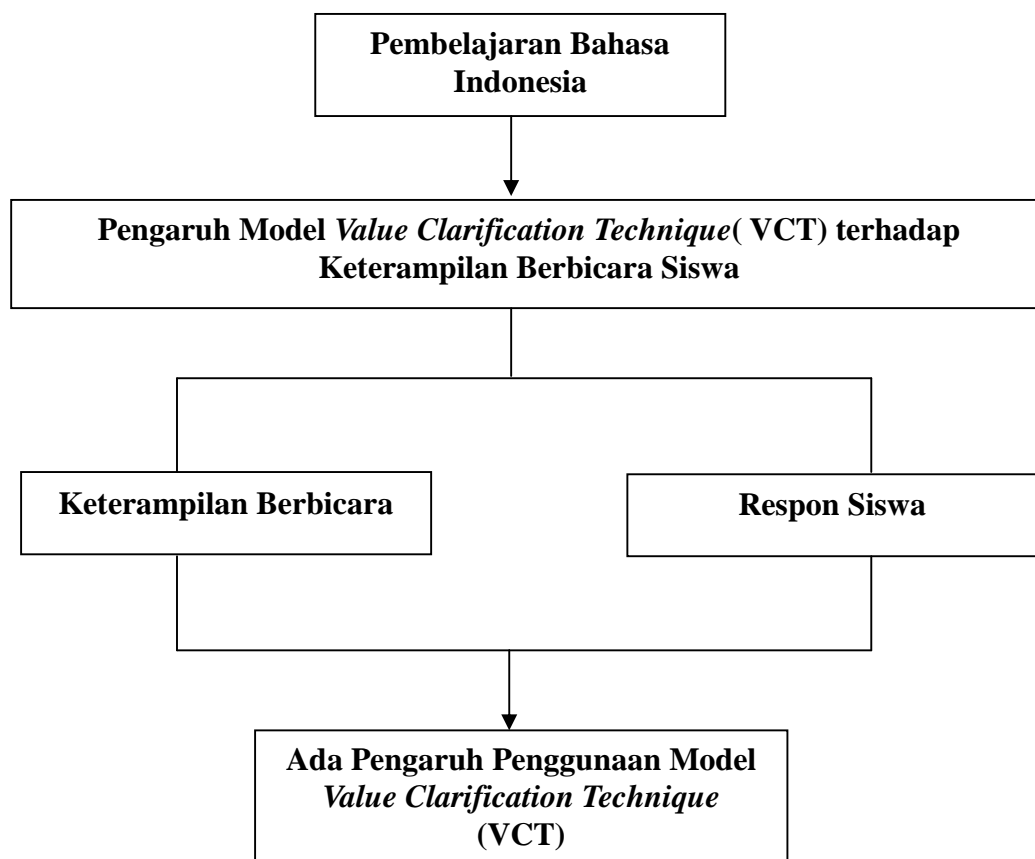 Pembelajaran Bahasa
Indonesia
Pengaruh Model Value Clarification Technique( VCT) terhadap
Keterampilan Berbicara Siswa
Keterampilan Berbicara
Respon Siswa
Ada Pengaruh Penggunaan Model
Value Clarification Technique
(VCT)